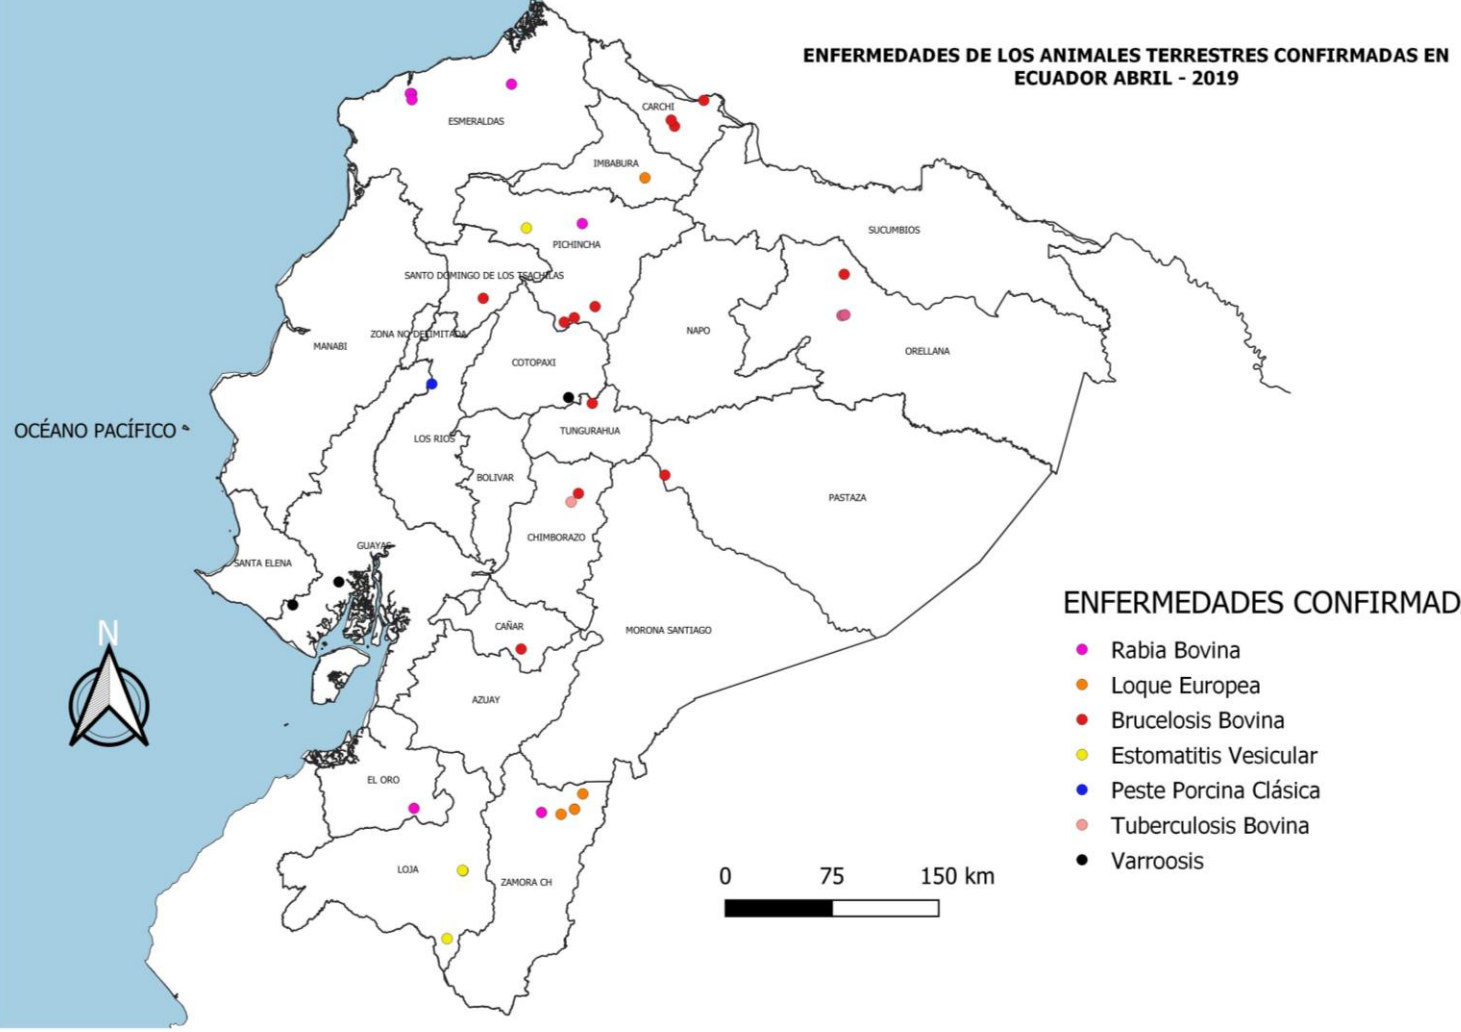 ENFERMEDADES DE LOS ANIMALES TERRESTRES CONFIRMADAS EN
ECUADOR ABRIL - 2019
CARCHI
ESMERALDAS
IMBABURA
SUCUMBIOS
PICHINCHA
SANTO DOMINGO DE LOS TSACHILAS
ZONA NO DELIMITADA
NAPO
MANABI
ORELLANA
COTOPAXI
OCÉANO PACÍFICO
LOS RIOS
TUNGURAHUA
BOLIVAR
PASTAZA
CHIMBORAZO
GUAYAS
SANTA ELENA
CAÑAR
MORONA SANTIAGO
N
AZUAY
EL ORO
LOJA
ZAMORA CH
0 75 150 km
ENFERMEDADES CONFIRMAD
Rabia Bovina
Loque Europea
Brucelosis Bovina
Estomatitis Vesicular
Peste Porcina Clásica
Tuberculosis Bovina
Varroosis